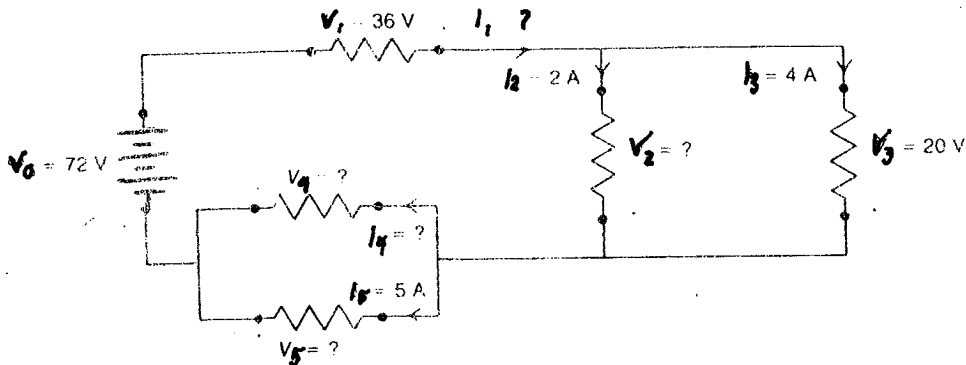 V₁ - 36 V
I₁ ?
I₂ - 2 A
I₃ = 4 A
V₀ = 72 V
V₂ = ?
V₃ = 20 V
V₄ - ?
I₄ = ?
I₅ = 5 A
V₅ = ?